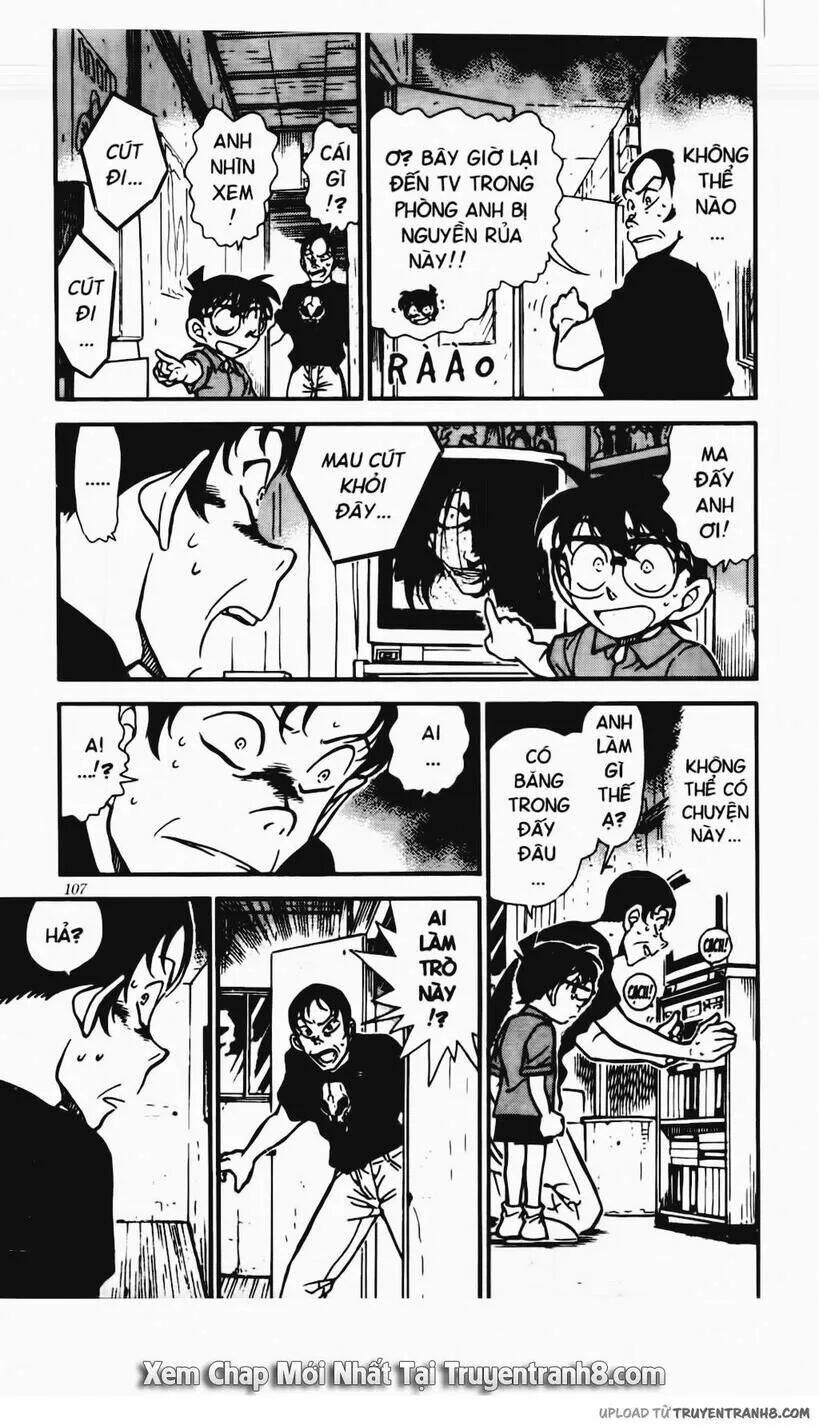 KHÔNG
THỂ
NÀO
...
Ơ? BÂY GIỜ LẠI
ĐẾN TV TRONG
PHÒNG ANH BỊ
NGUYỀN RỦA
NÀY!!
RÀÀO
CÁI
GÌ
!?
ANH
NHÌN
XEM
!
CÚT
ĐI...
CÚT
ĐI
...
MA
ĐẤY
ANH
ƠI!
MAU CÚT
KHỎI
ĐÂY...
......
KHÔNG
THỂ CÓ
CHUYỆN
NÀY...
ANH
LÀM
GÌ
THẾ
Ạ?
CÓ
BĂNG
TRONG
ĐẤY
ĐÂU
...
CẠCH!
CẠCH!
AI
...
A!
...!?
107
AI
LÀM
TRÒ
NÀY
!?
HẢ?
Xem Chap Mới Nhất Tại Truyentranh8.com
UPLOAD TỪ TRUYENTRANH8.COM